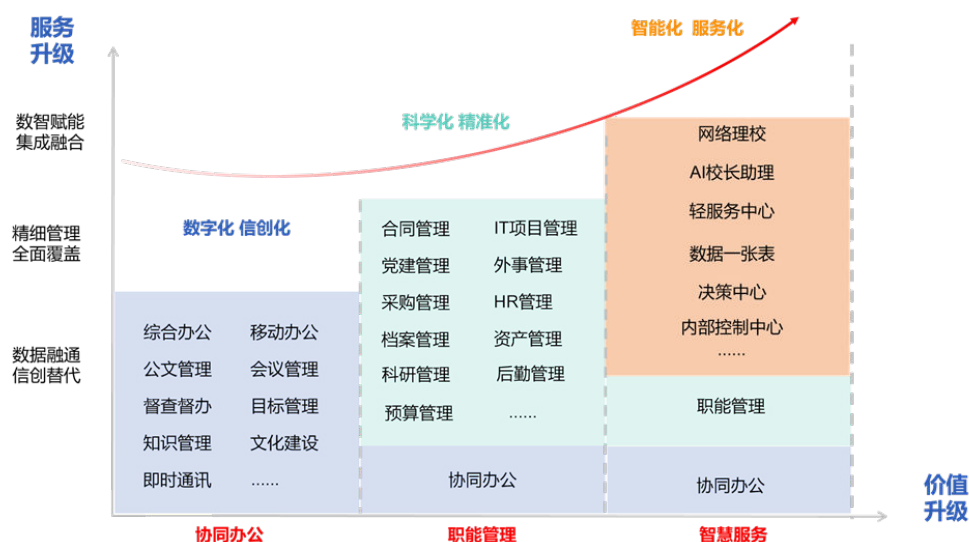 服务
升级
智能化 服务化
数智赋能
集成融合
科学化 精准化
网络理校
AI校长助理
轻服务中心
数据一张表
决策中心
内部控制中心
......
职能管理
协同办公
精细管理
全面覆盖
数字化 信创化
合同管理 IT项目管理
党建管理 外事管理
采购管理 HR管理
档案管理 资产管理
科研管理 后勤管理
预算管理 ......
协同办公
数据融通
信创替代
综合办公 移动办公
公文管理 会议管理
督查督办 目标管理
知识管理 文化建设
即时通讯 ......
价值
升级
协同办公
职能管理
智慧服务